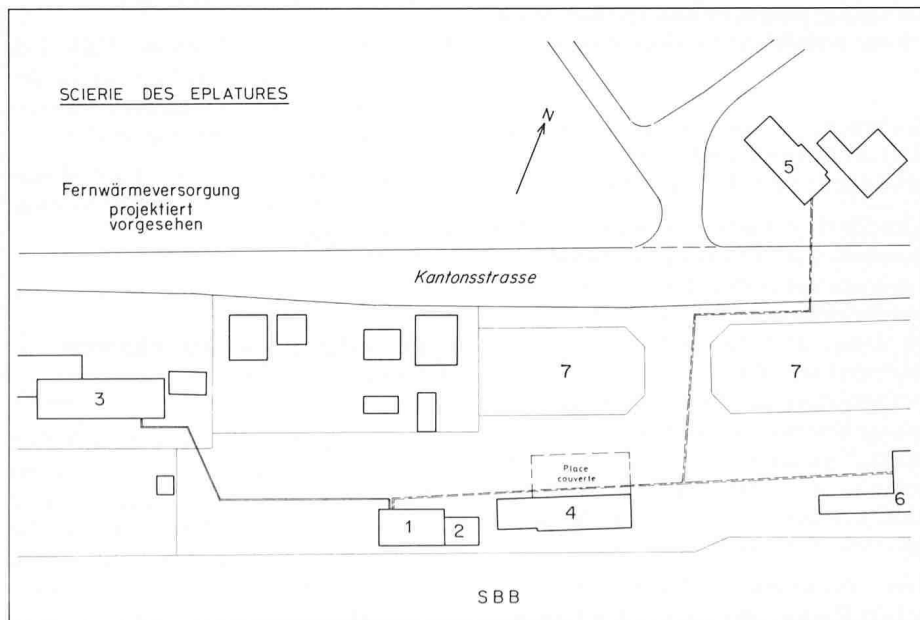 SCIERIE DES EPLATURES
N
Fernwärmeversorgung
projektiert
vorgesehen
5
Kantonsstrasse
7
7
3
Place
couverte
1
2
4
6
SBB